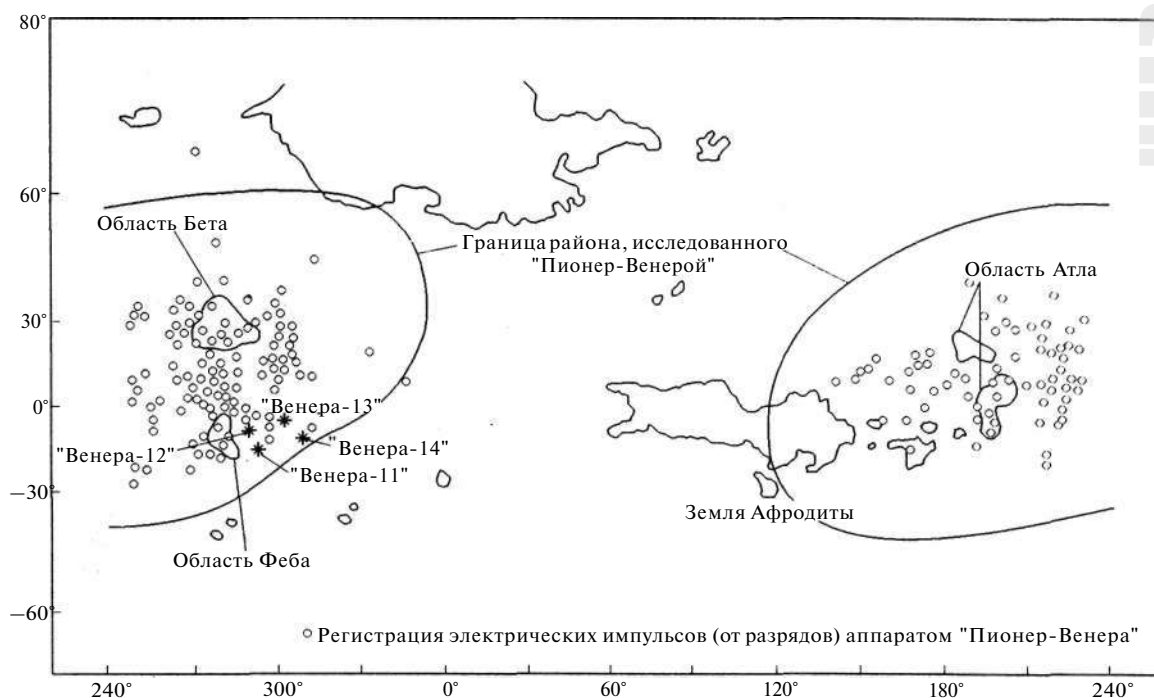 80°
60°
Область Бета
Граница района, исследованного
"Пионер-Венерой"
Область Атла
30°
0°
"Венера-13"
"Венера-12"
"Венера-14"
"Венера-11"
−30°
Земля Афродиты
Область Феба
−60°
Регистрация электрических импульсов (от разрядов) аппаратом "Пионер-Венера"
240° 300° 0° 60° 120° 180° 240°